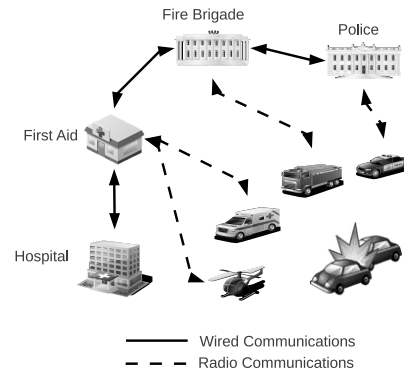 Fire Brigade
Police
First Aid
Hospital
Wired Communications
Radio Communications